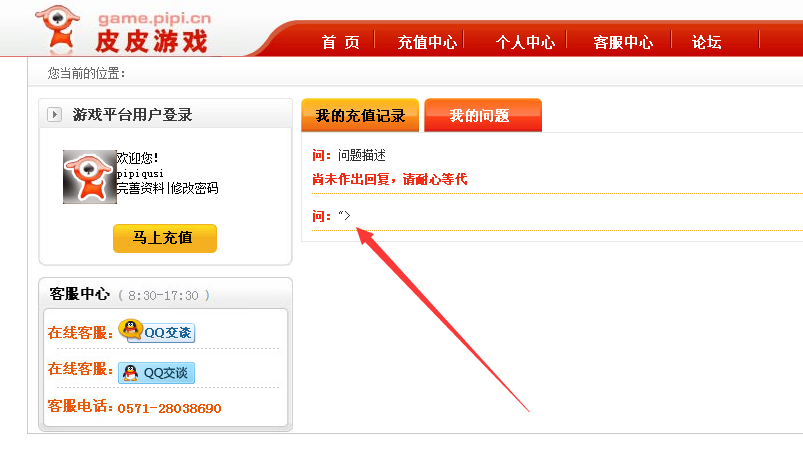 game.pipi.cn
皮皮游戏
首 页 充值中心 个人中心 客服中心 论坛
您当前的位置:
游戏平台用户登录
欢迎您!
pipiqusi
完善资料|修改密码
马上充值
客服中心 ( 8:30-17:30 )
在线客服: QQ交谈
在线客服: QQ交谈
客服电话: 0571-28038690
我的充值记录 我的问题
问: 问题描述
尚未作出回复，请耐心等代
问: “>